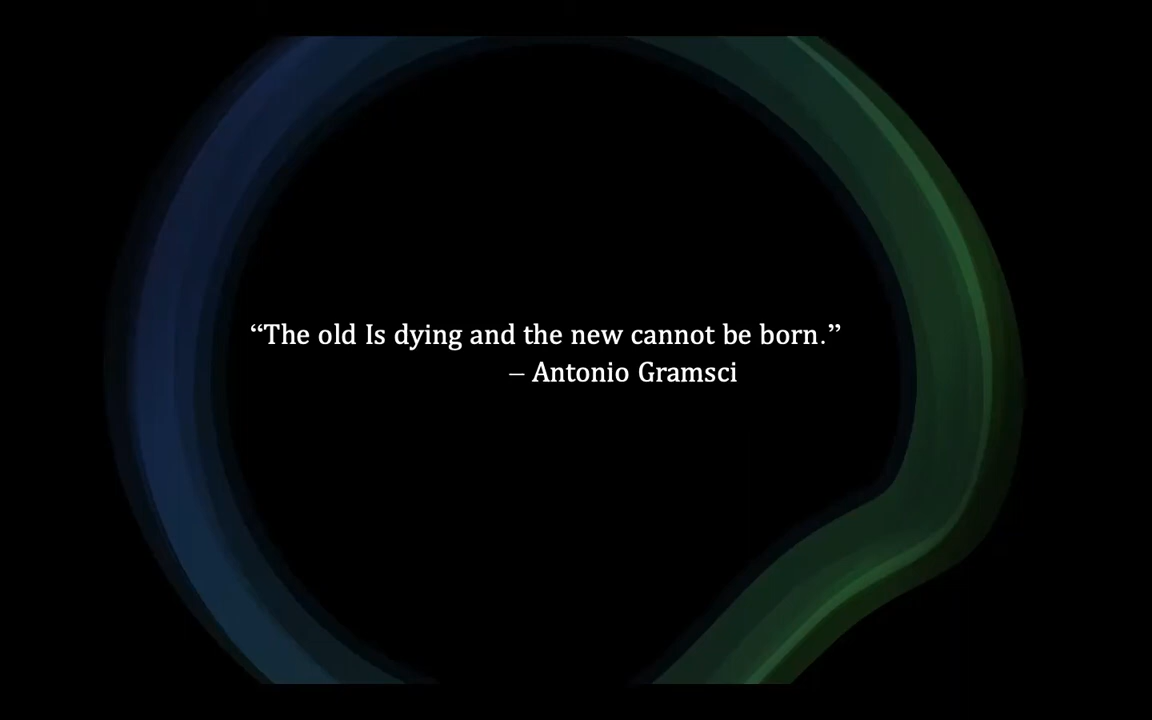 “The old Is dying and the new cannot be born.”
– Antonio Gramsci